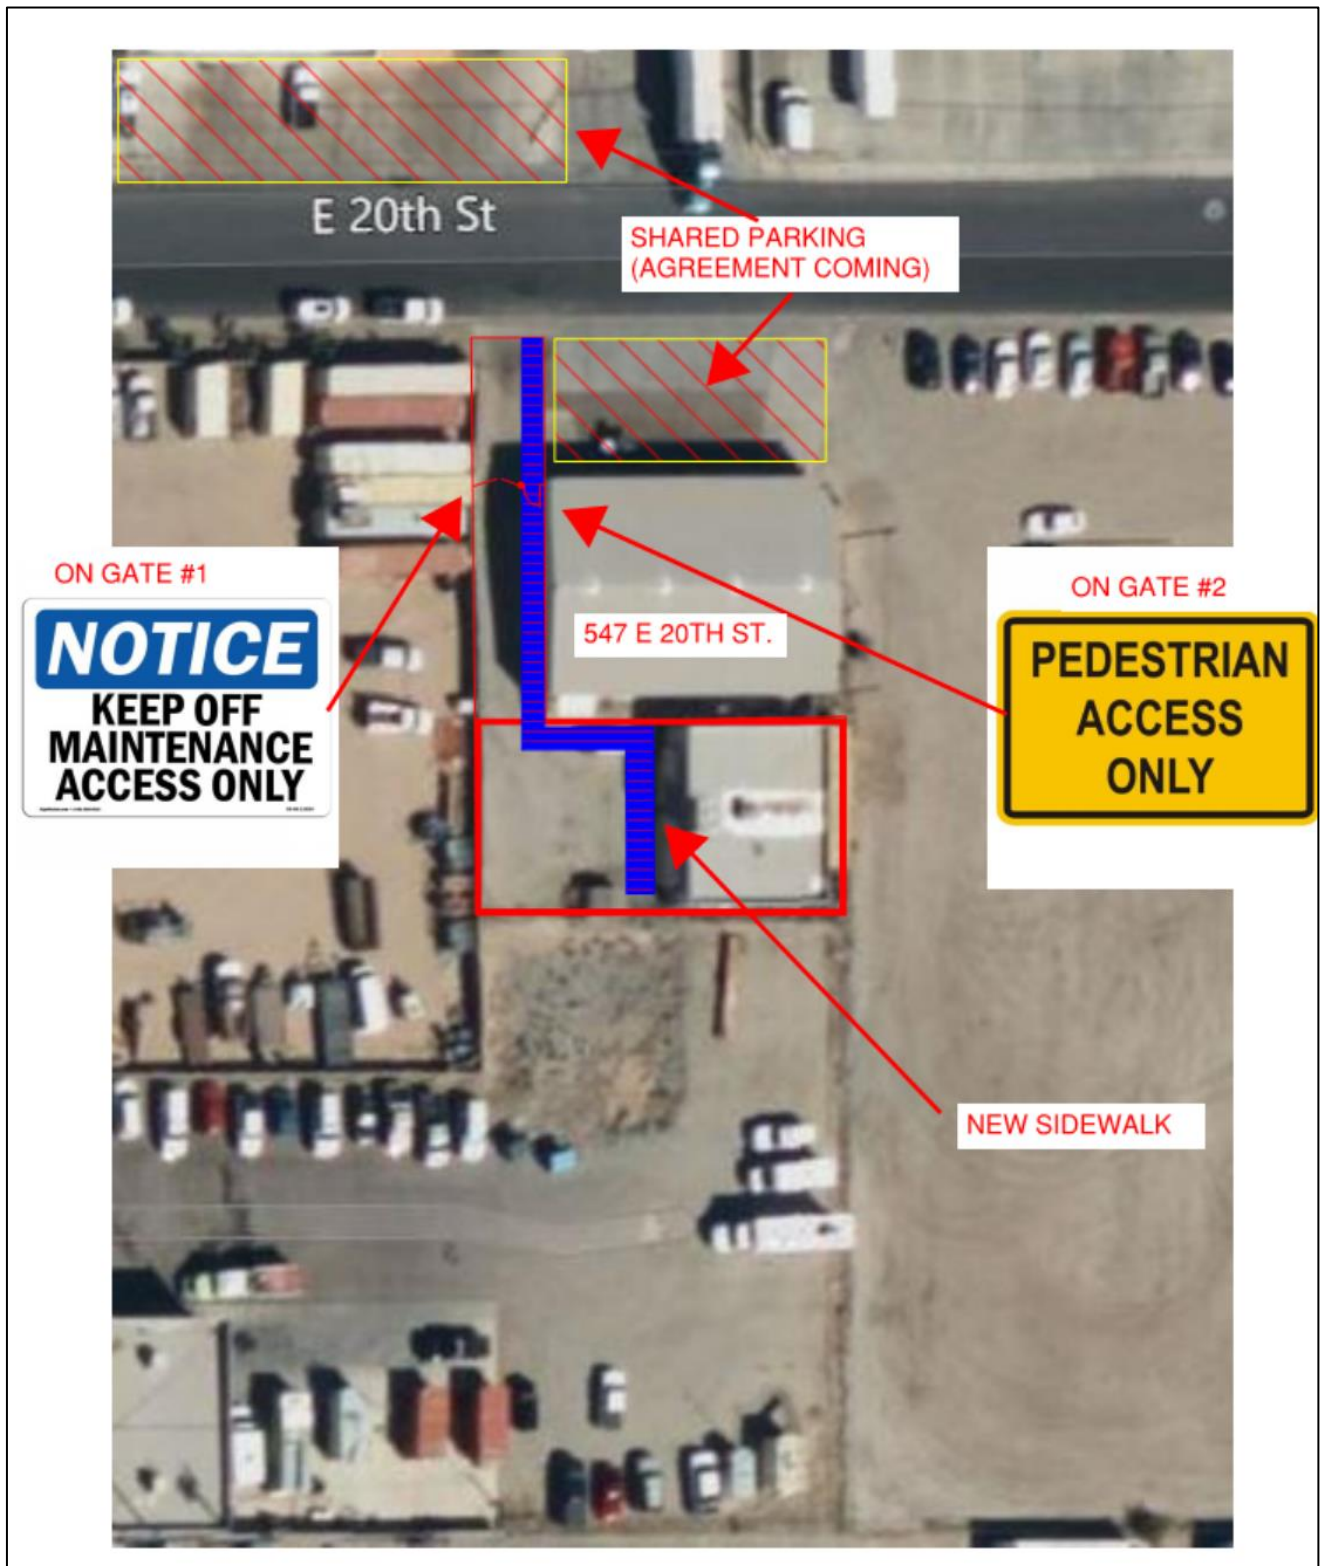 E 20th St
SHARED PARKING
(AGREEMENT COMING)
ON GATE #1
NOTICE
KEEP OFF
MAINTENANCE
ACCESS ONLY
547 E 20TH ST.
ON GATE #2
PEDESTRIAN
ACCESS
ONLY
NEW SIDEWALK